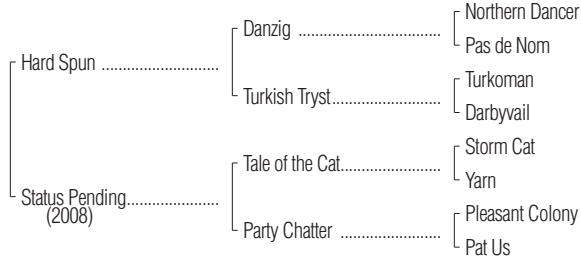 Northern Dancer
Danzig ....................................
Pas de Nom
Hard Spun .............................
Turkoman
Turkish Tryst...........................
Darbyvail
Storm Cat
Tale of the Cat.........................
Yarn
Status Pending.......................
(2008)
Pleasant Colony
Party Chatter .........................
Pat Us